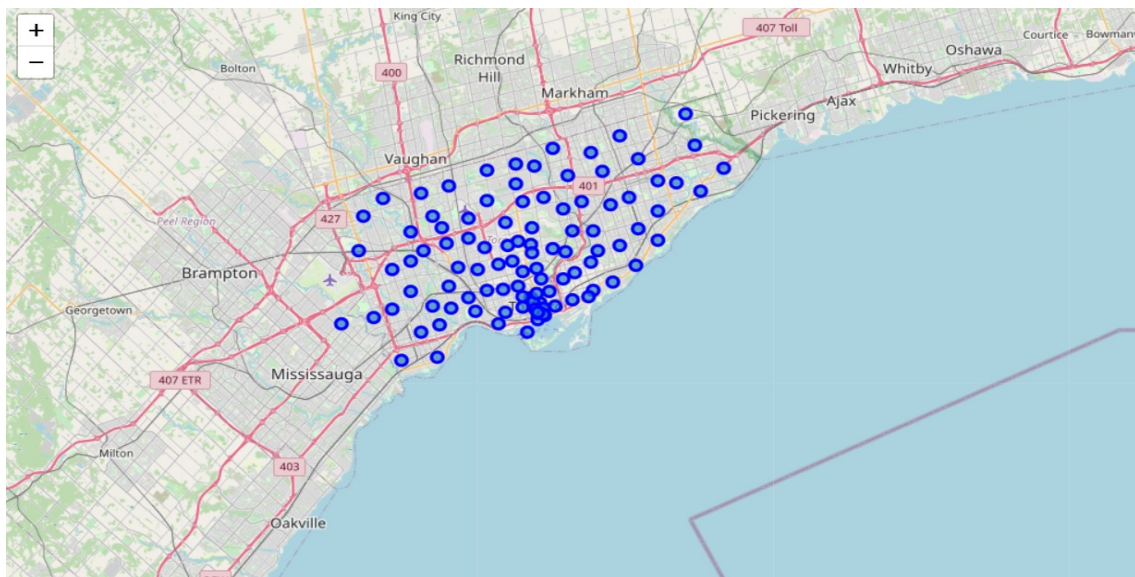 +
−
King City
407 Toll
Courtice
Bowman
Oshawa
Whitby
Richmond
Hill
Bolton
400
Markham
Ajax
Pickering
Vaughan
401
427
Peel Region
Brampton
Georgetown
Mississauga
407 ETR
Milton
403
Oakville